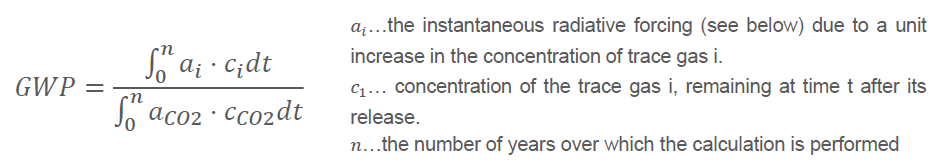 GWP = ∫₀ⁿ aᵢ · cᵢdt / ∫₀ⁿ a_CO2 · c_CO2dt
aᵢ…the instantaneous radiative forcing (see below) due to a unit
increase in the concentration of trace gas i.
c₁… concentration of the trace gas i, remaining at time t after its
release.
n…the number of years over which the calculation is performed